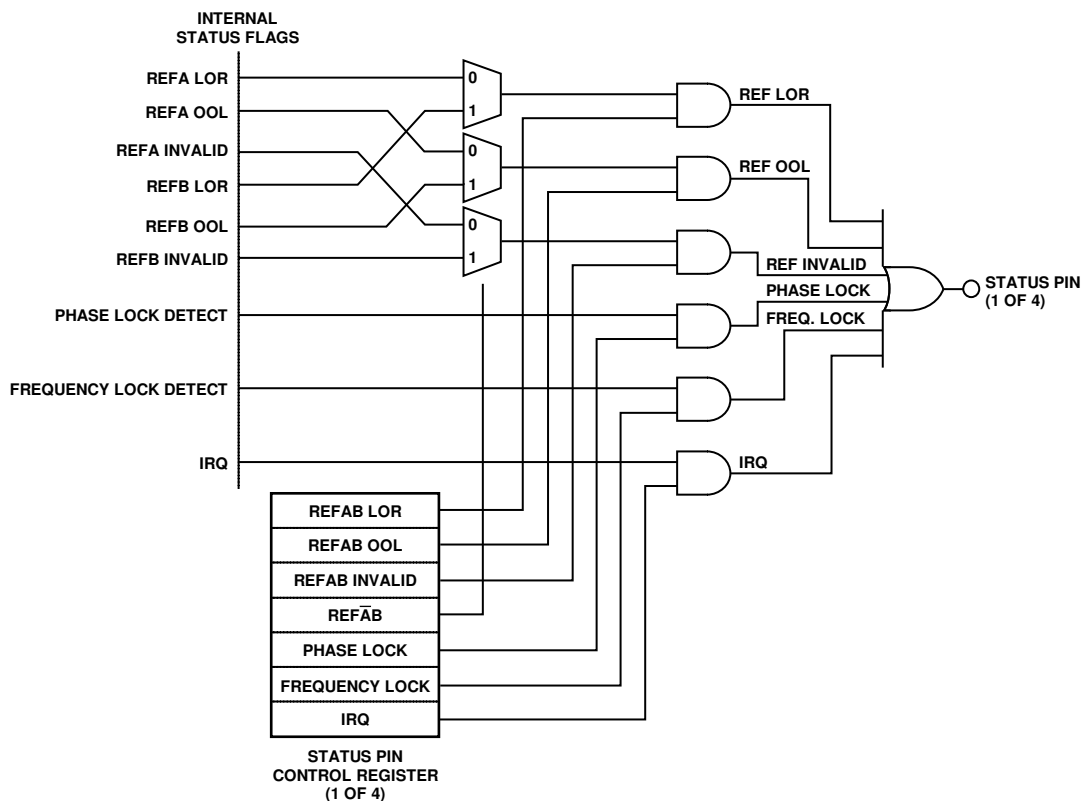 INTERNAL
STATUS FLAGS
REFA LOR
REFA OOL
REFA INVALID
REFB LOR
REFB OOL
REFB INVALID
PHASE LOCK DETECT
FREQUENCY LOCK DETECT
IRQ
0
1
0
1
0
1
REF LOR
REF OOL
REF INVALID
PHASE LOCK
FREQ. LOCK
IRQ
STATUS PIN
(1 OF 4)
REFAB LOR
REFAB OOL
REFAB INVALID
REFA̅B
PHASE LOCK
FREQUENCY LOCK
IRQ
STATUS PIN
CONTROL REGISTER
(1 OF 4)